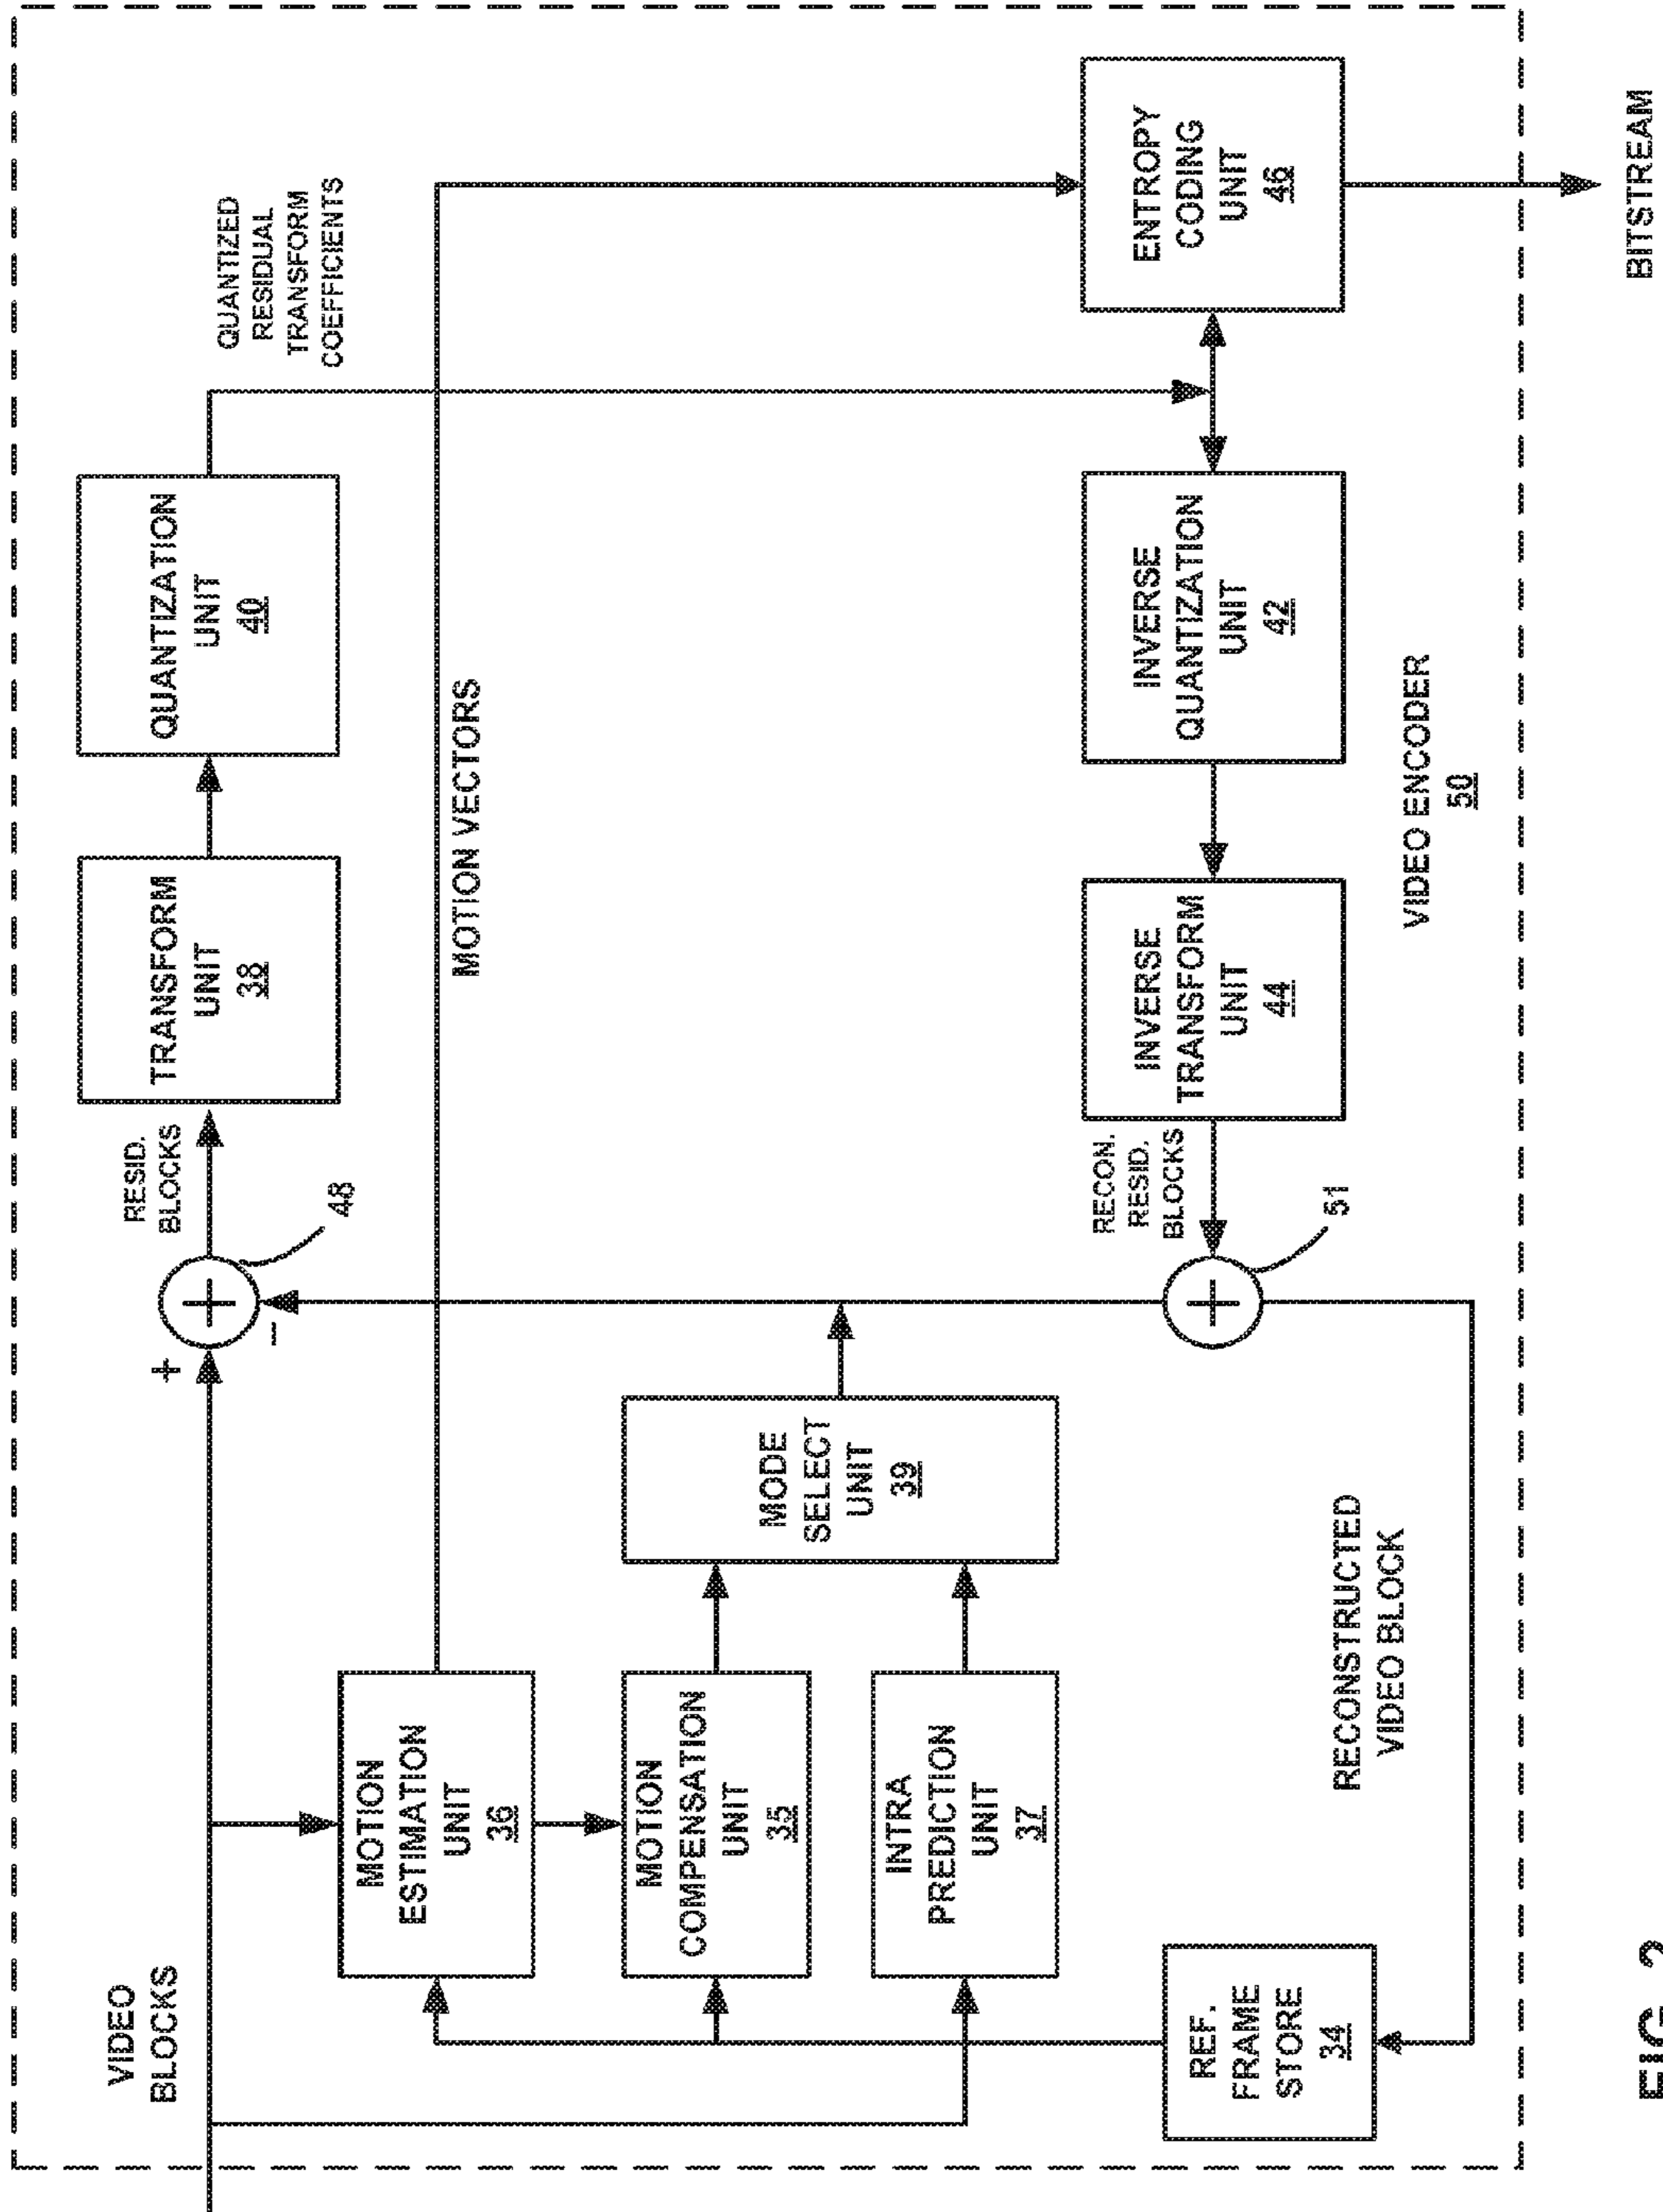 VIDEO
BLOCKS
+
-
48
RESID.
BLOCKS
TRANSFORM
UNIT
38
QUANTIZATION
UNIT
40
QUANTIZED
RESIDUAL
TRANSFORM
COEFFICIENTS
MOTION VECTORS
MOTION
ESTIMATION
UNIT
36
MOTION
COMPENSATION
UNIT
35
INTRA
PREDICTION
UNIT
37
MODE
SELECT
UNIT
39
REF.
FRAME
STORE
34
RECONSTRUCTED
VIDEO BLOCK
51
RECON.
RESID.
BLOCKS
INVERSE
TRANSFORM
UNIT
44
INVERSE
QUANTIZATION
UNIT
42
ENTROPY
CODING
UNIT
46
VIDEO ENCODER
50
BITSTREAM
FIG. 2